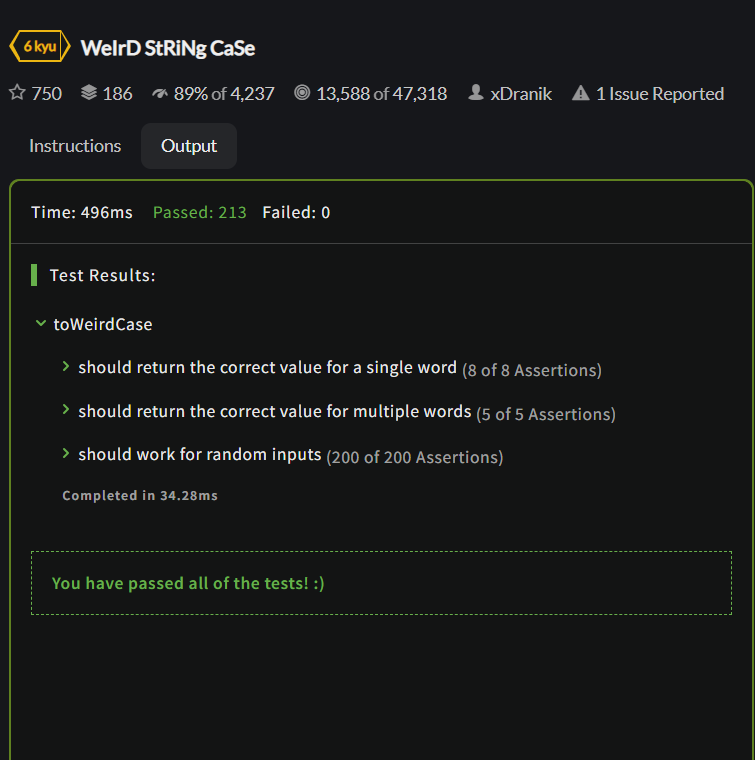 6 kyu WeIrD StRiNg CaSe
750 186 89% of 4,237 13,588 of 47,318 xDranik 1 Issue Reported
Instructions Output
Time: 496ms Passed: 213 Failed: 0
Test Results:
toWeirdCase
should return the correct value for a single word (8 of 8 Assertions)
should return the correct value for multiple words (5 of 5 Assertions)
should work for random inputs (200 of 200 Assertions)
Completed in 34.28ms
You have passed all of the tests! :)